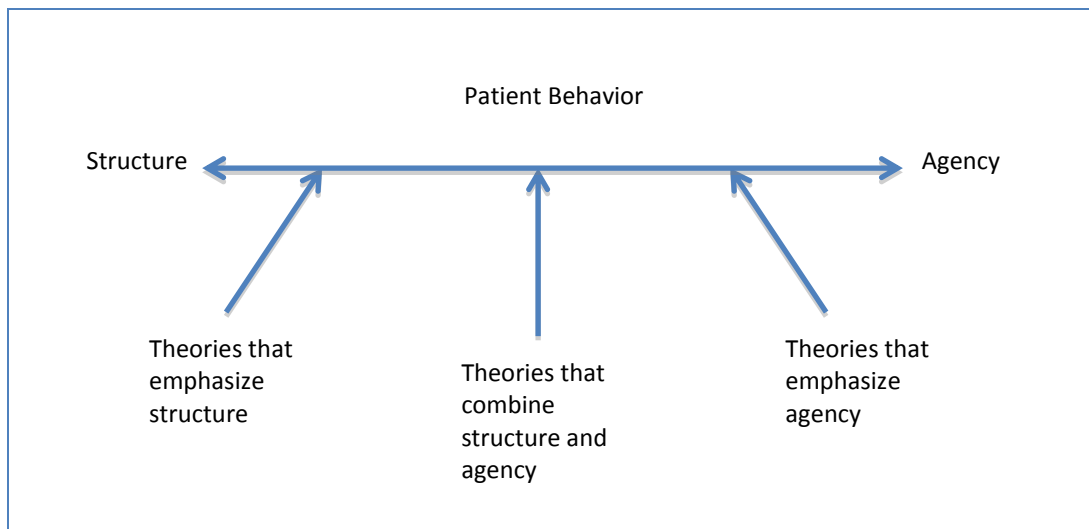 Patient Behavior
Structure
Agency
Theories that
emphasize
structure
Theories that
combine
structure and
agency
Theories that
emphasize
agency